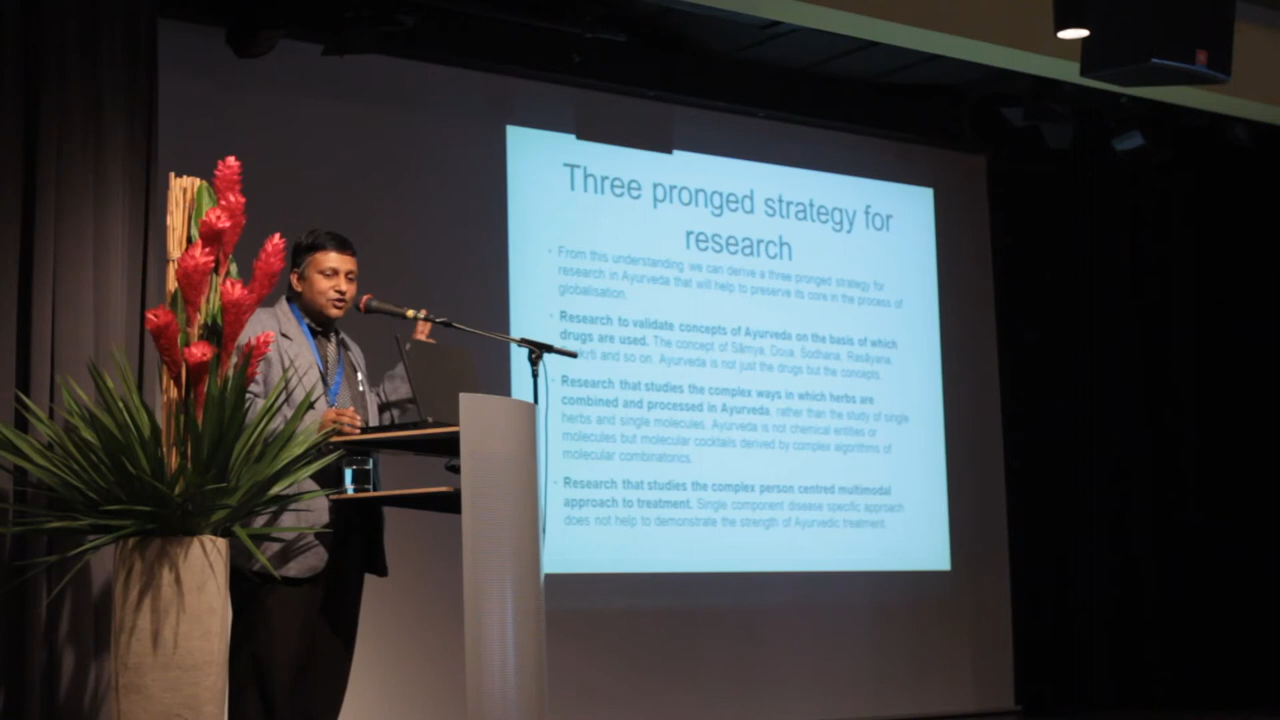 Three pronged strategy for
research
• From this understanding we can derive a three pronged strategy for
research in Ayurveda that will help to preserve its core in the process of
globalisation.
• Research to validate concepts of Ayurveda on the basis of which
drugs are used. The concept of Sāmya, Dosa, Sodhana, Rasāyana,
and so on. Ayurveda is not just the drugs but the concepts.
• Research that studies the complex ways in which herbs are
combined and processed in Ayurveda, rather than the study of single
herbs and single molecules. Ayurveda is not chemical entities or
molecules but molecular cocktails derived by complex algorithms of
molecular combinatorics.
• Research that studies the complex person centred multimodal
approach to treatment. Single component disease specific approach
does not help to demonstrate the strength of Ayurvedic treatment.